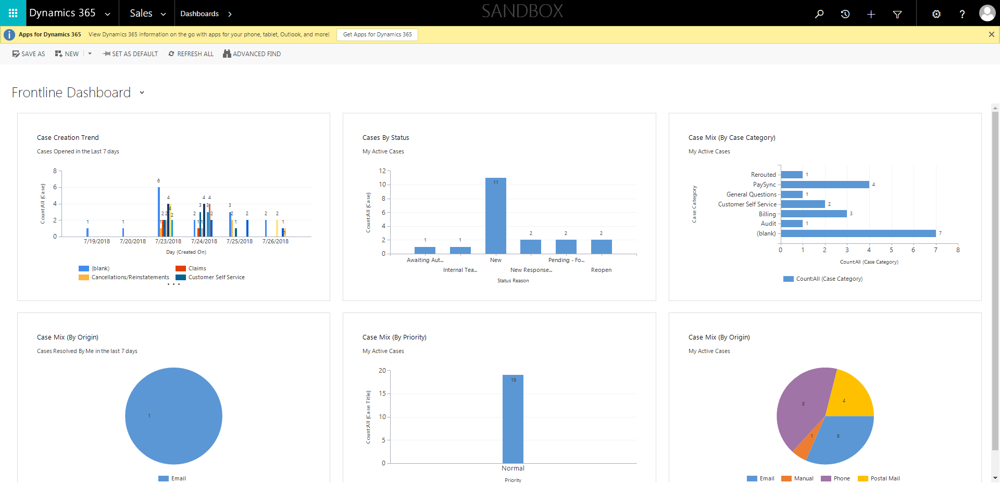 Dynamics 365 Sales Dashboards SANDBOX ?
Apps for Dynamics 365 View Dynamics 365 information on the go with apps for your phone, tablet, Outlook, and more! Get Apps for Dynamics 365
SAVE AS NEW SET AS DEFAULT REFRESH ALL ADVANCED FIND
Frontline Dashboard
Case Creation Trend
Cases Opened in the Last 7 days
Count:All (Case)
8
6
4
2
0
1
1
6
1
2
2
4
4
2
2
1
3
1
4
3
4
2
3
2
1
2
2
2
1
1
7/19/2018 7/20/2018 7/23/2018 7/24/2018 7/25/2018 7/26/2018
Day (Created On)
(blank) Claims
Cancellations/Reinstatements Customer Self Service
Cases By Status
My Active Cases
Count:All (Case)
12
10
8
6
4
2
0
1
1
11
2
2
2
Awaiting Aut... New Pending - Fo...
Internal Tea... New Response... Reopen
Status Reason
Case Mix (By Case Category)
My Active Cases
Case Category
Rerouted 1
PaySync 4
General Questions 1
Customer Self Service 2
Billing 3
Audit 1
(blank) 7
0 1 2 3 4 5 6 7 8
Count:All (Case Category)
Count:All (Case Category)
Case Mix (By Origin)
Cases Resolved By Me in the last 7 days
1
Email
Case Mix (By Priority)
My Active Cases
Count:All (Case Title)
20
15
10
5
0
19
Normal
Priority
Case Mix (By Origin)
My Active Cases
8
4
1
6
Email Manual Phone Postal Mail